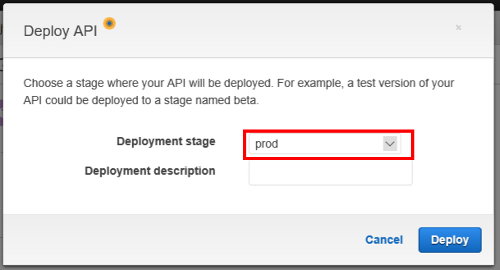 Deploy API
Choose a stage where your API will be deployed. For example, a test version of your
API could be deployed to a stage named beta.
Deployment stage
prod
Deployment description
Cancel
Deploy